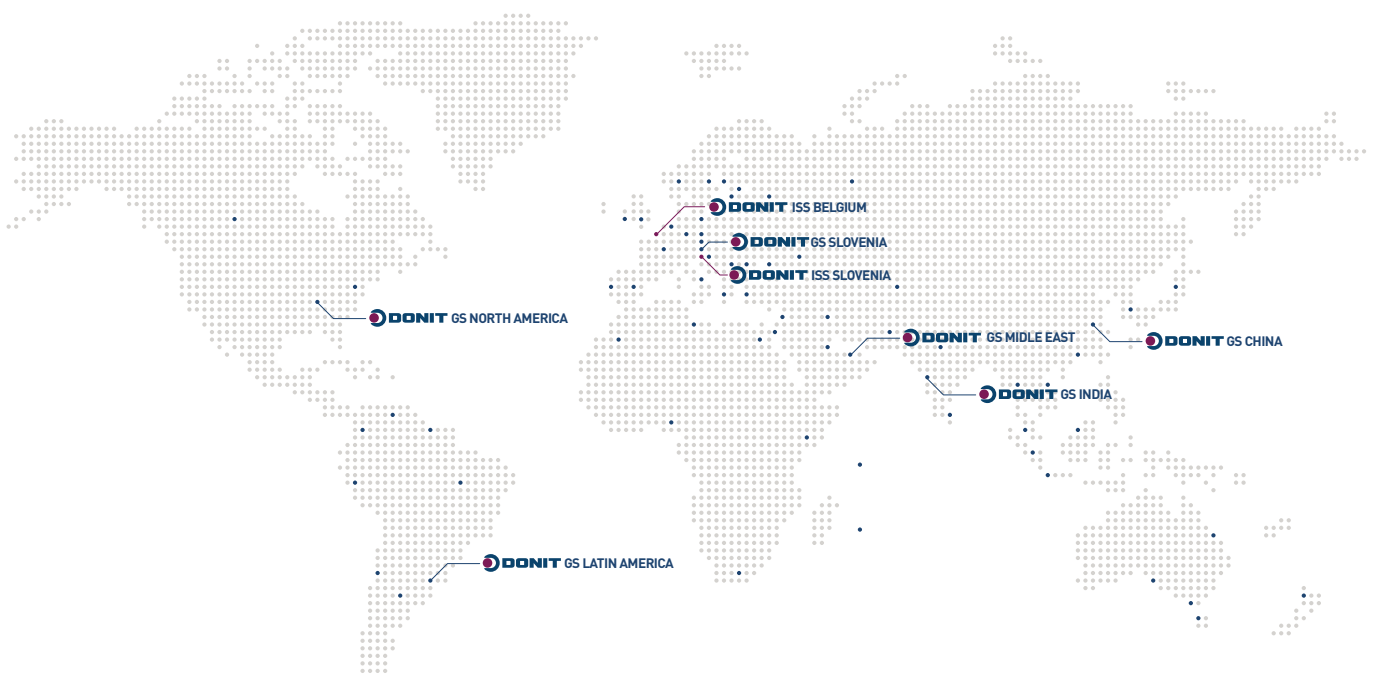 DONIT ISS BELGIUM
DONIT GS SLOVENIA
DONIT ISS SLOVENIA
DONIT GS NORTH AMERICA
DONIT GS MIDLE EAST
DONIT GS CHINA
DONIT GS INDIA
DONIT GS LATIN AMERICA